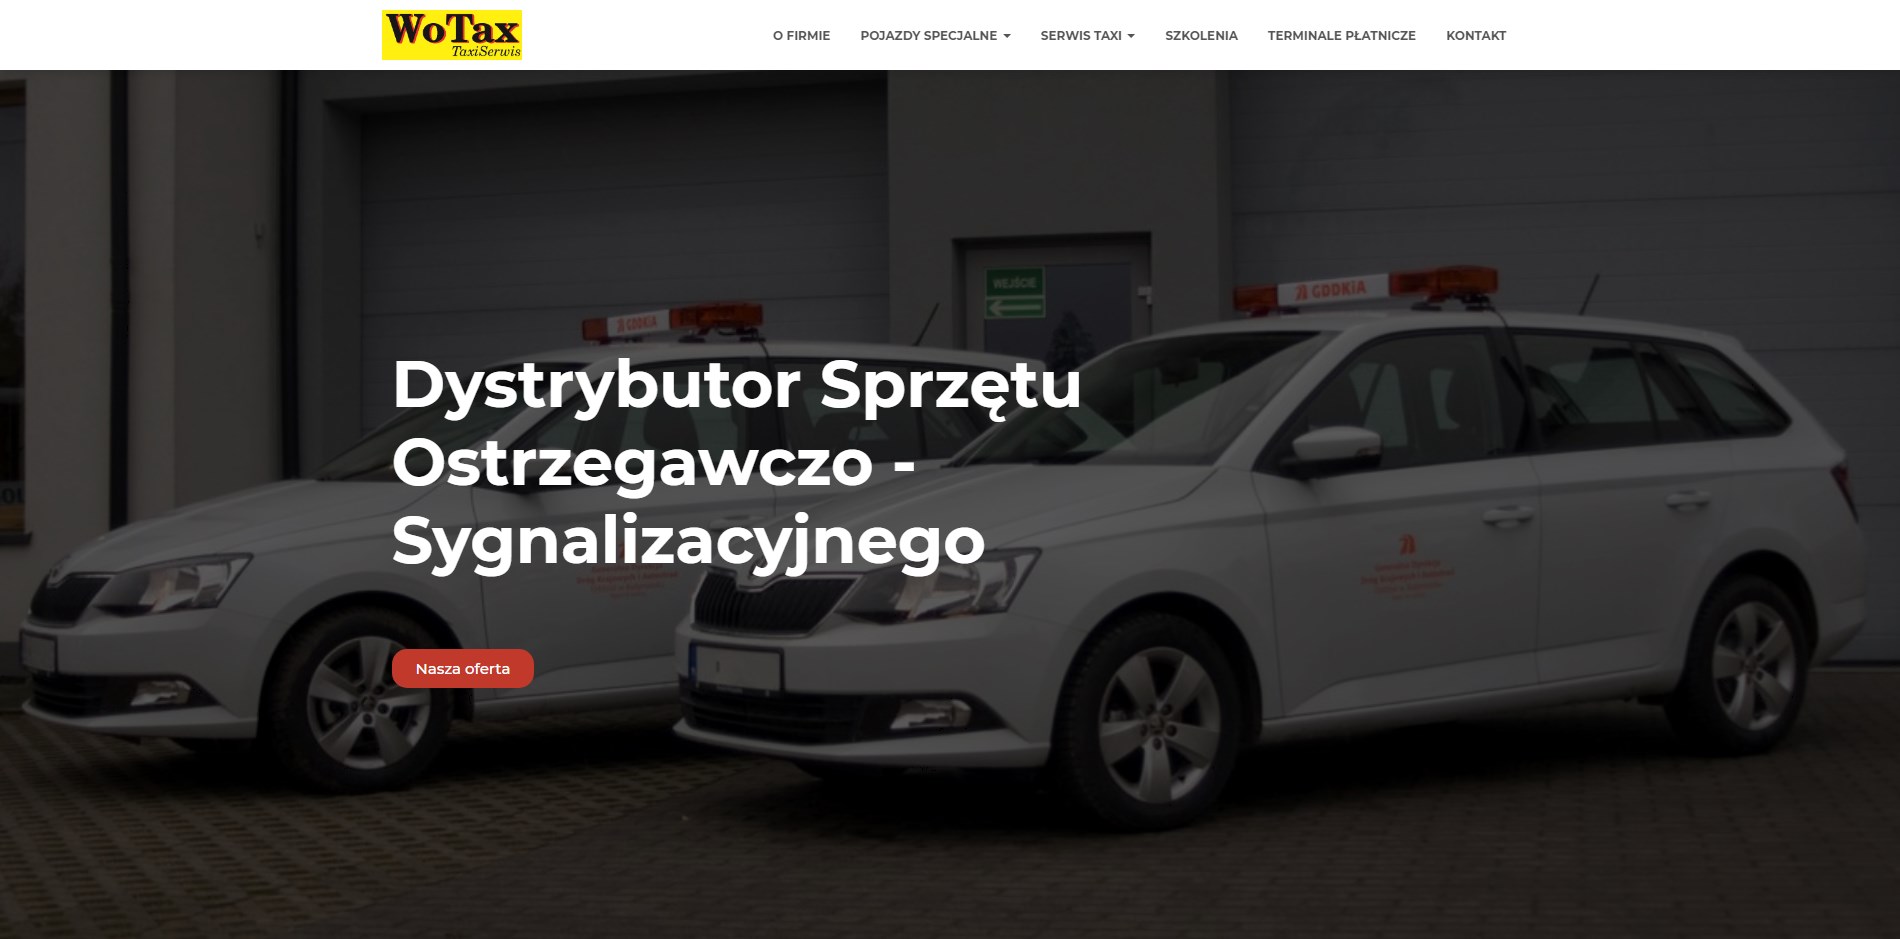 WoTax
TaxiSerwis
O FIRMIE
POJAZDY SPECJALNE
SERWIS TAXI
SZKOLENIA
TERMINALE PŁATNICZE
KONTAKT
WEJŚCIE
GDDKiA
GDDKiA
Dystrybutor Sprzętu
Ostrzegawczo -
Sygnalizacyjnego
Nasza oferta